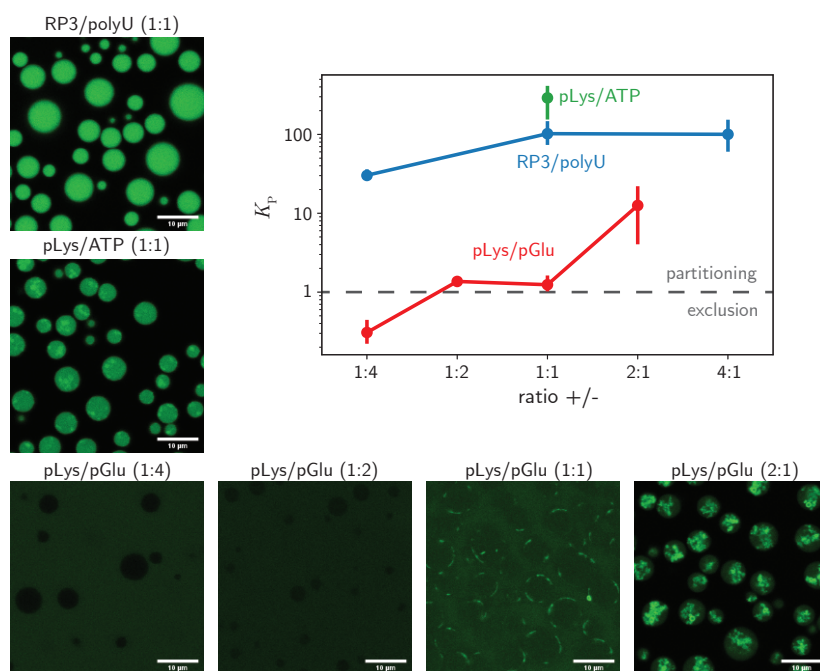 RP3/polyU (1:1)
10 μm
pLys/ATP (1:1)
10 μm
K_P
100
10
1
pLys/ATP
RP3/polyU
pLys/pGlu
partitioning
exclusion
1:4
1:2
1:1
2:1
4:1
ratio +/-
pLys/pGlu (1:4)
pLys/pGlu (1:2)
pLys/pGlu (1:1)
pLys/pGlu (2:1)
10 μm
10 μm
10 μm
10 μm